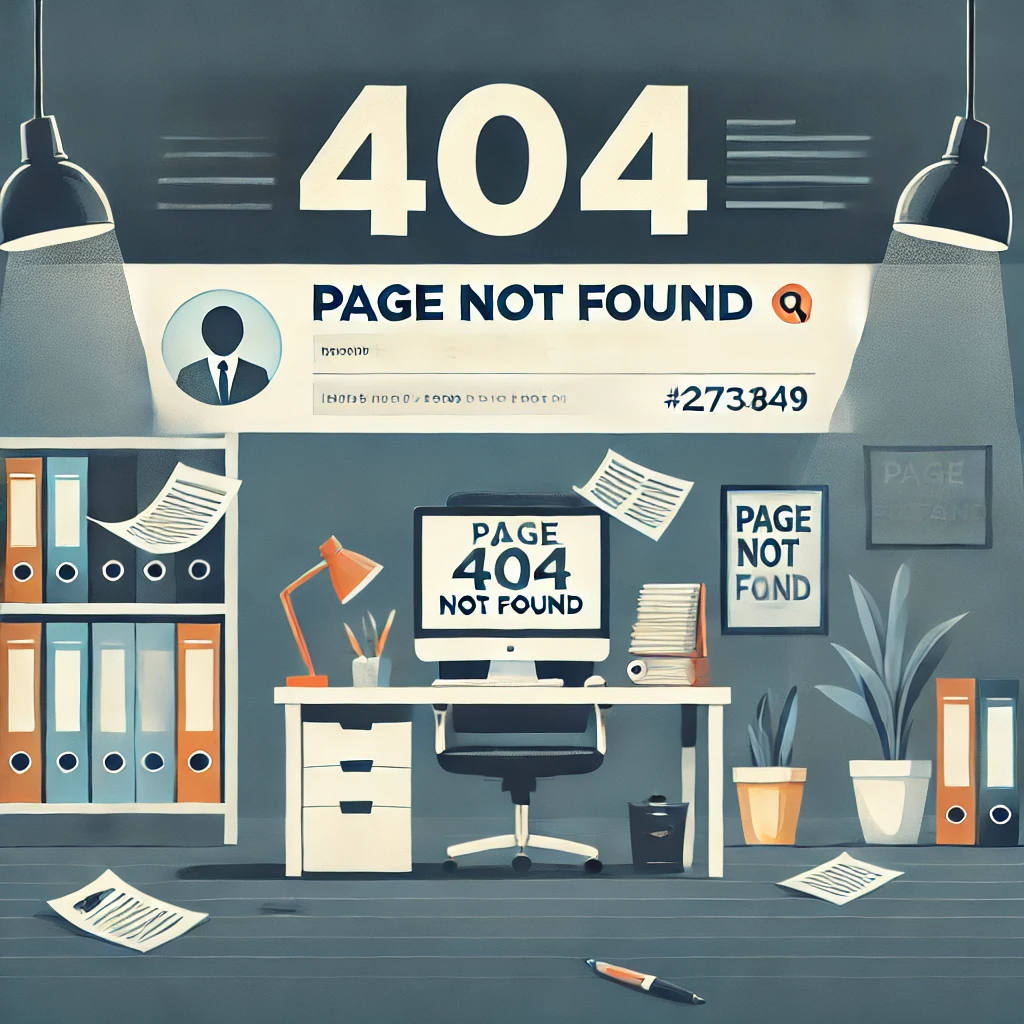 404
PAGE NOT FOUND
#273849
PAGE
404
NOT FOUND
PAGE
NOT
FOND
PAGE